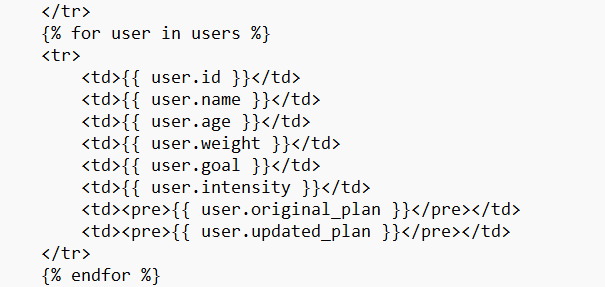 </tr>
{% for user in users %}
<tr>
<td>{{ user.id }}</td>
<td>{{ user.name }}</td>
<td>{{ user.age }}</td>
<td>{{ user.weight }}</td>
<td>{{ user.goal }}</td>
<td>{{ user.intensity }}</td>
<td><pre>{{ user.original_plan }}</pre></td>
<td><pre>{{ user.updated_plan }}</pre></td>
</tr>
{% endfor %}